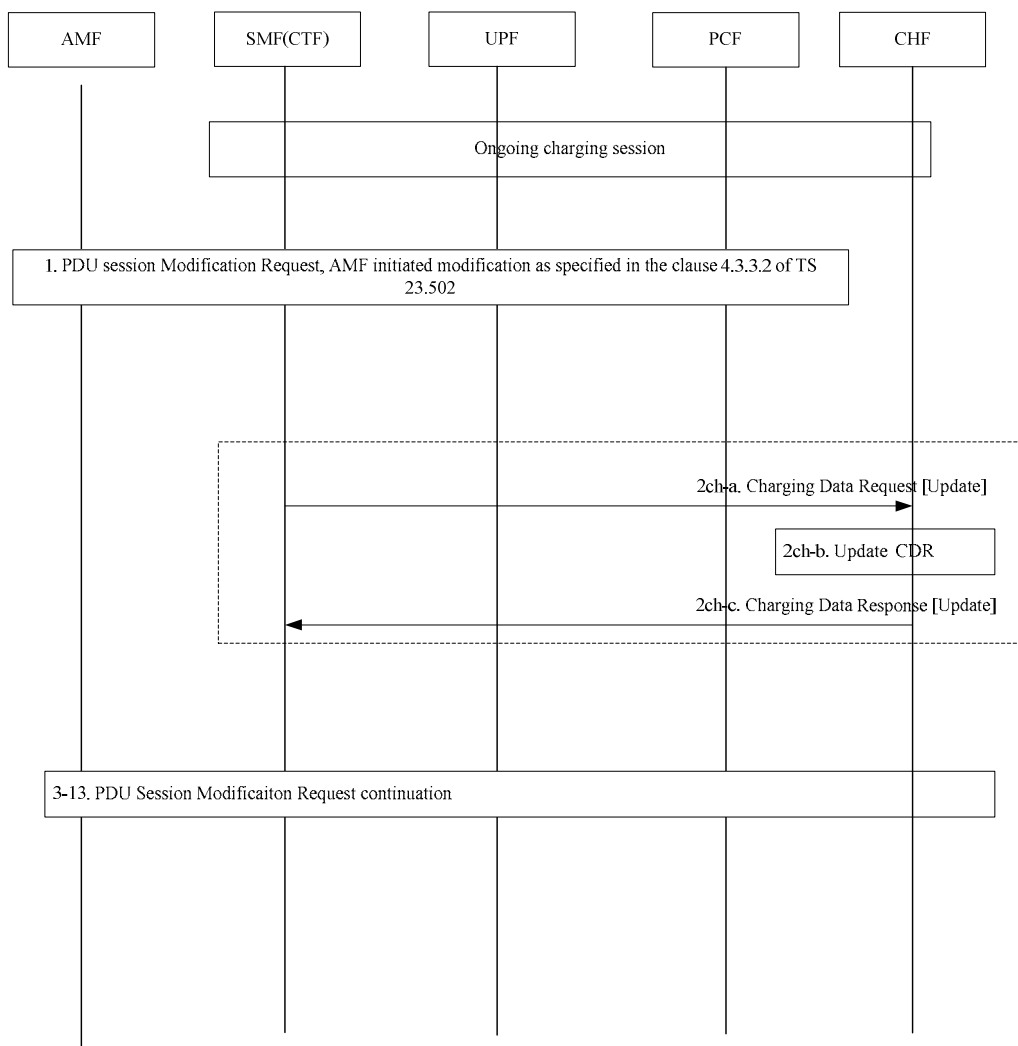 AMF
SMF(CTF)
UPF
PCF
CHF
Ongoing charging session
1. PDU session Modification Request, AMF initiated modification as specified in the clause 4.3.3.2 of TS
23.502
2ch-a. Charging Data Request [Update]
2ch-b. Update CDR
2ch-c. Charging Data Response [Update]
3-13. PDU Session Modificaiton Request continuation